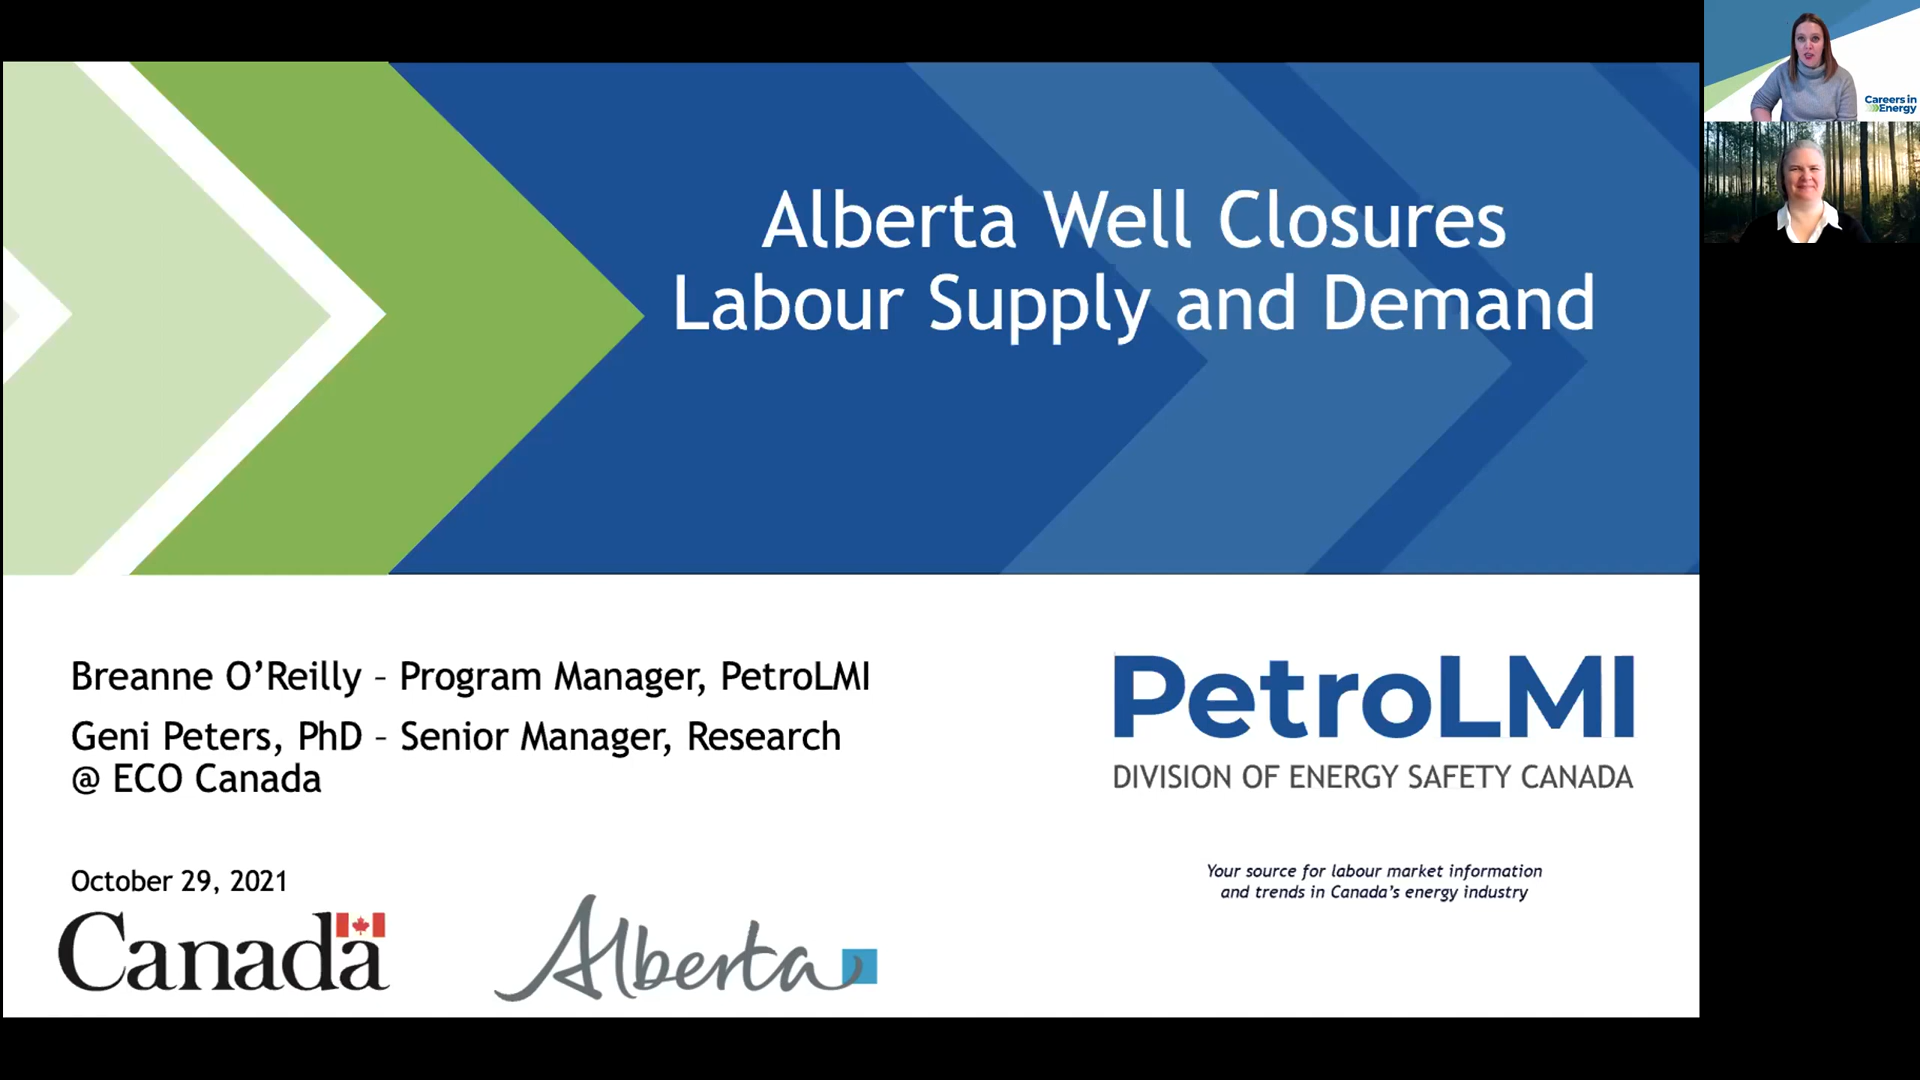 Alberta Well Closures
Labour Supply and Demand
Breanne O’Reilly – Program Manager, PetroLMI
Geni Peters, PhD – Senior Manager, Research
@ ECO Canada
October 29, 2021
Canada
Alberta
PetroLMI
DIVISION OF ENERGY SAFETY CANADA
Your source for labour market information
and trends in Canada’s energy industry
Careers in
Energy